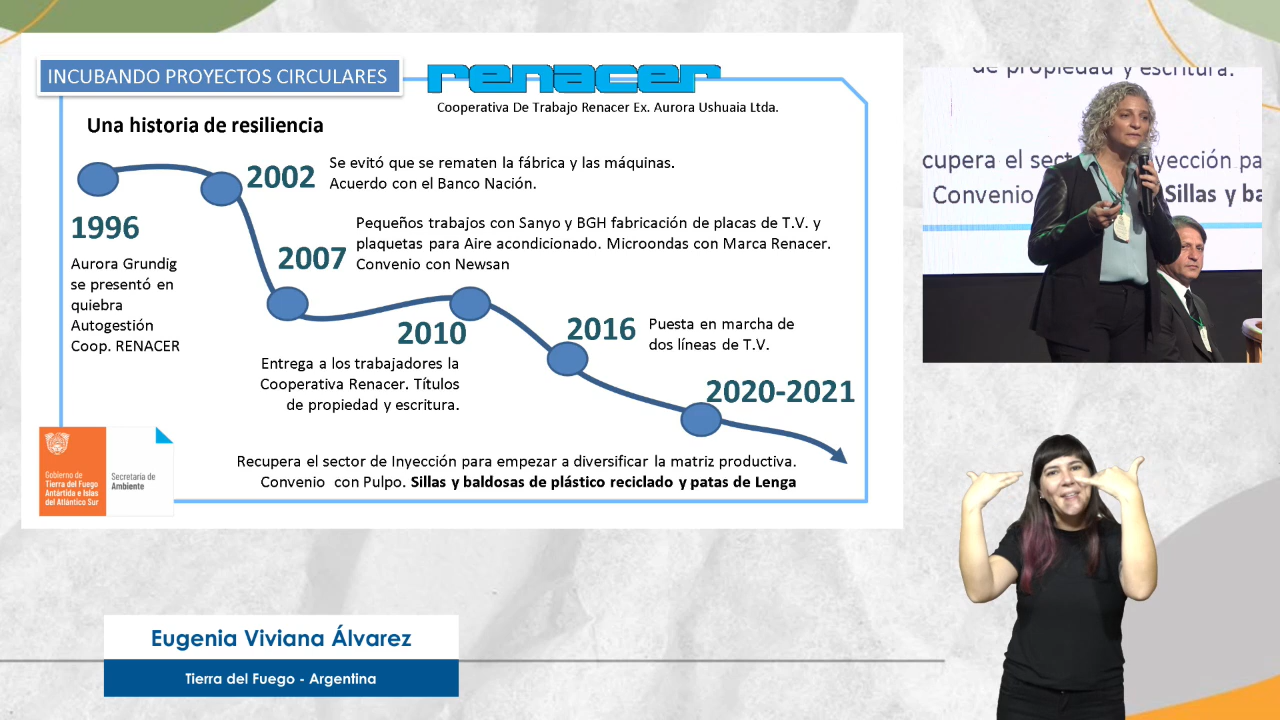 INCUBANDO PROYECTOS CIRCULARES
renacer
Cooperativa De Trabajo Renacer Ex. Aurora Ushuaia Ltda.
Una historia de resiliencia
1996
Aurora Grundig
se presentó en
quiebra
Autogestión
Coop. RENACER
2002
Se evitó que se rematen la fábrica y las máquinas.
Acuerdo con el Banco Nación.
2007
Pequeños trabajos con Sanyo y BGH fabricación de placas de T.V. y
plaquetas para Aire acondicionado. Microondas con Marca Renacer.
Convenio con Newsan
2010
Entrega a los trabajadores la
Cooperativa Renacer. Títulos
de propiedad y escritura.
2016
Puesta en marcha de
dos líneas de T.V.
2020-2021
Recupera el sector de Inyección para empezar a diversificar la matriz productiva.
Convenio con Pulpo. Sillas y baldosas de plástico reciclado y patas de Lenga
Gobierno de
Tierra del Fuego
Antártida e Islas
del Atlántico Sur
Secretaría de
Ambiente
de propiedad y escritura.
cupera el sect yección pa
Convenio Sillas y ba
Eugenia Viviana Álvarez
Tierra del Fuego - Argentina